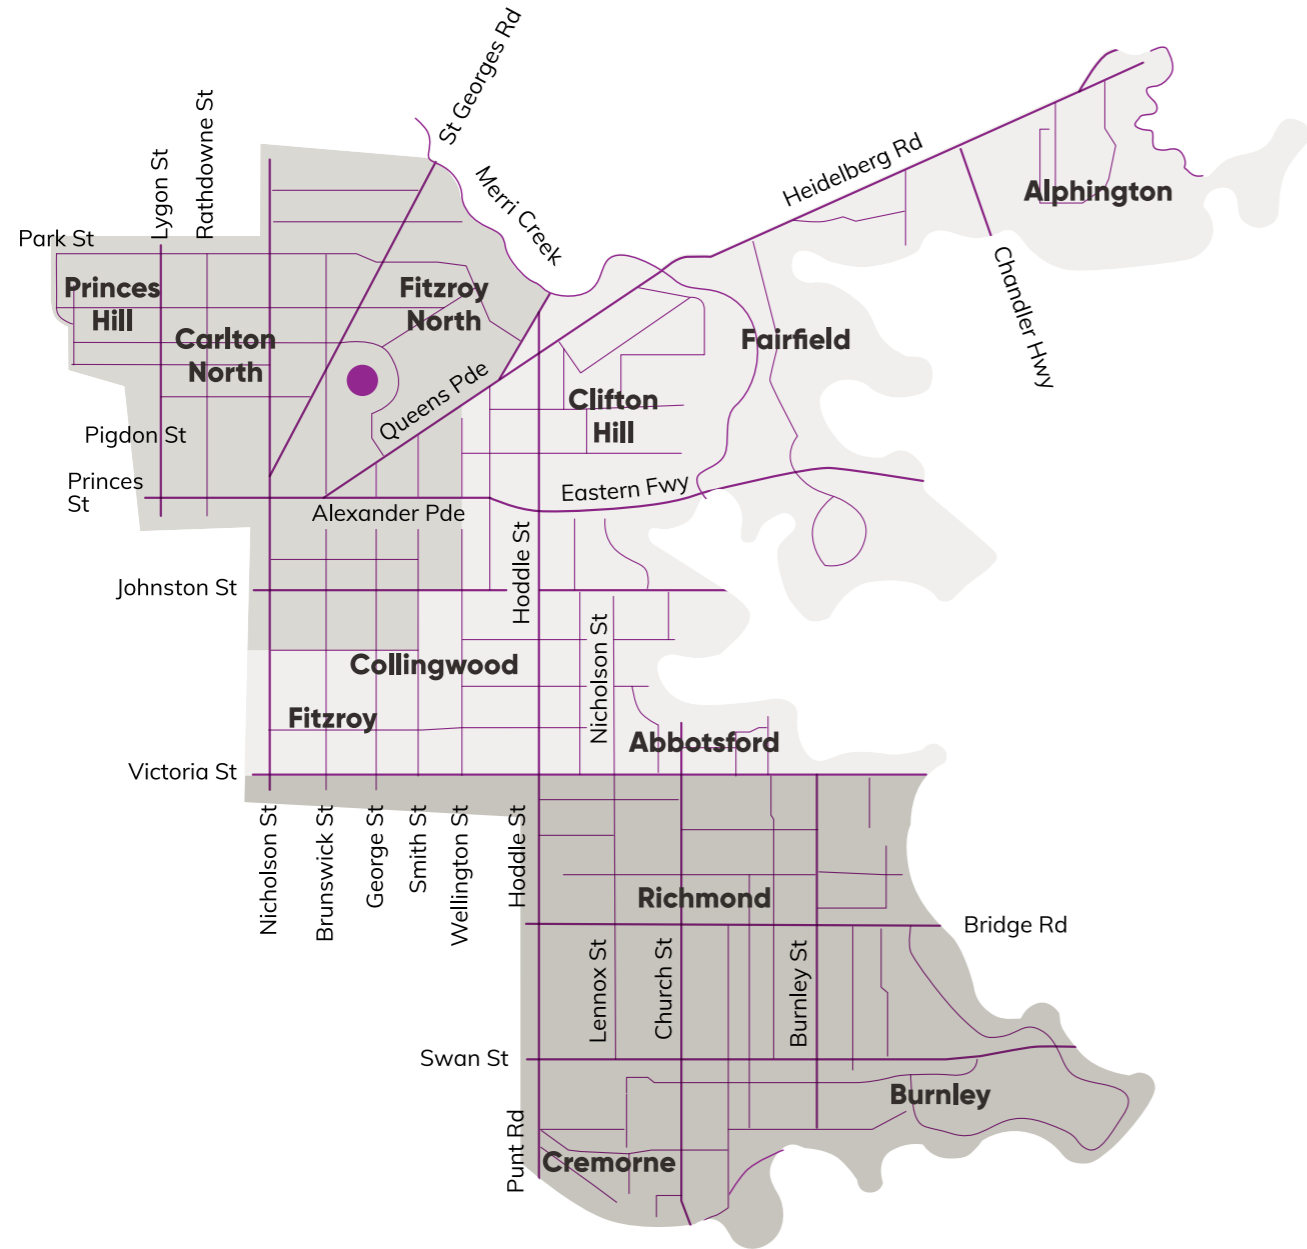 St Georges Rd
Rathdowne St
Lygon St
Merri Creek
Heidelberg Rd
Alphington
Park St
Princes
Hill
Fitzroy
North
Chandler Hwy
Carlton
North
Fairfield
Queens Pde
Clifton
Hill
Pigdon St
Princes
St
Eastern Fwy
Alexander Pde
Hoddle St
Johnston St
Nicholson St
Collingwood
Fitzroy
Abbotsford
Victoria St
Nicholson St
Brunswick St
George St
Smith St
Wellington St
Hoddle St
Richmond
Bridge Rd
Lennox St
Church St
Burnley St
Swan St
Burnley
Punt Rd
Cremorne